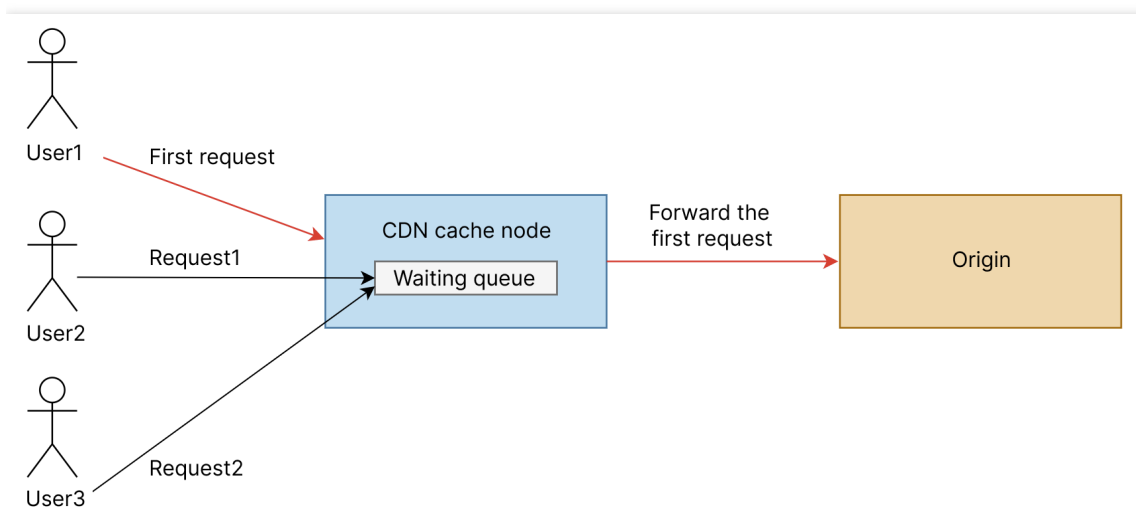 User1
First request
User2
Request1
User3
Request2
CDN cache node
Waiting queue
Forward the
first request
Origin